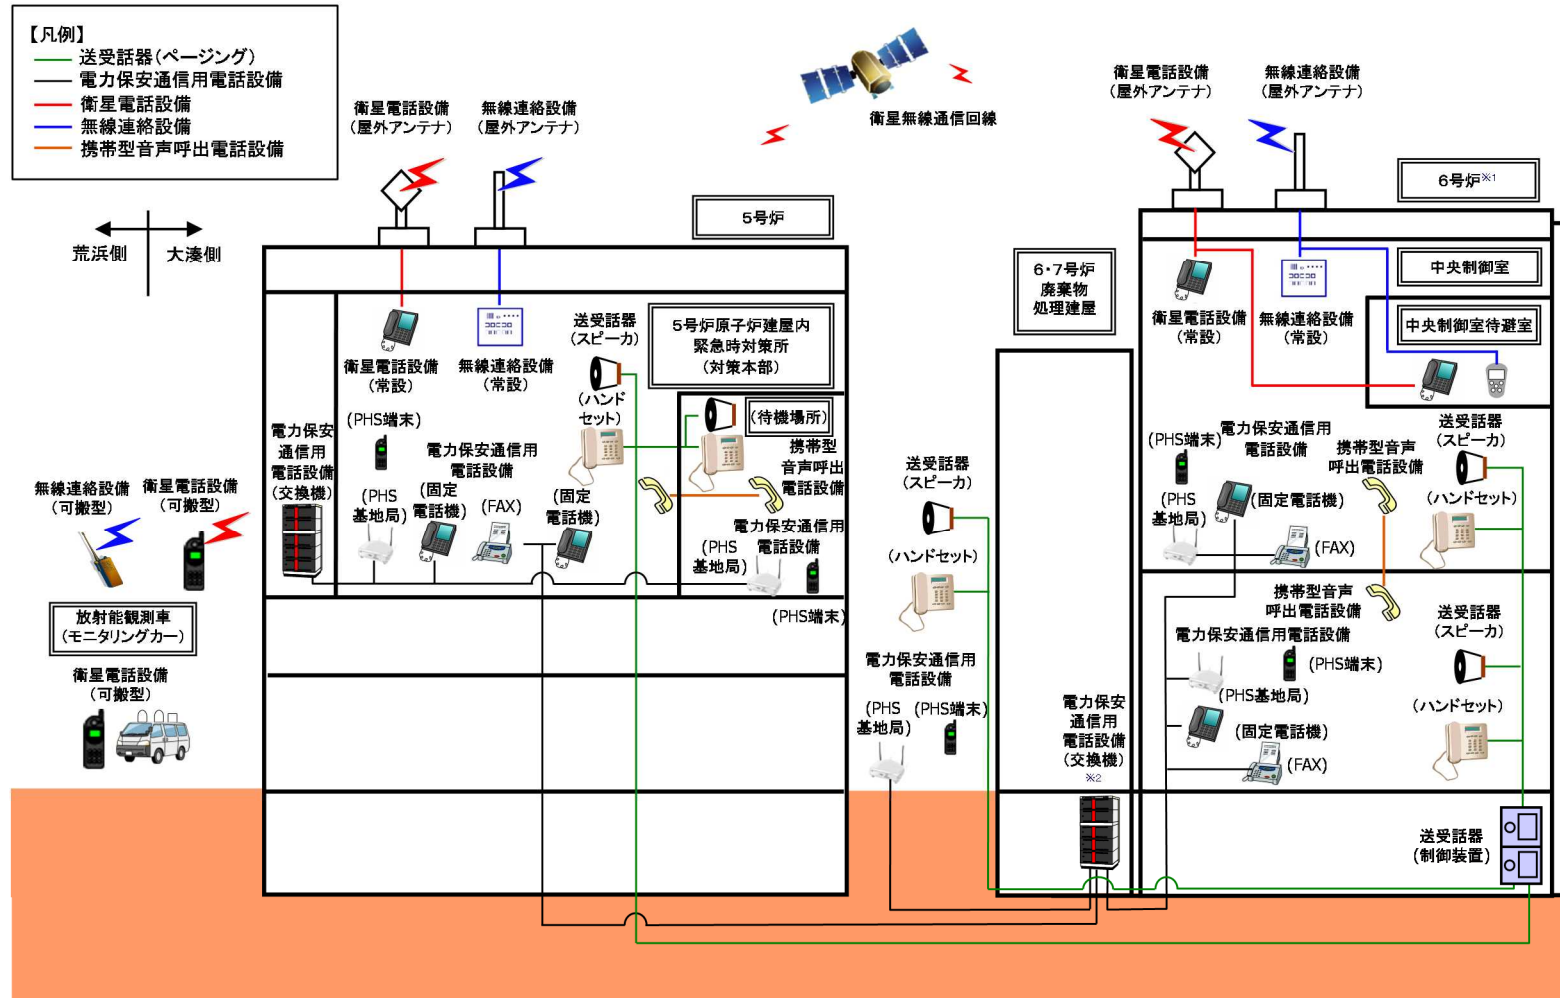 【凡例】
送受話器(ページング)
電力保安通信用電話設備
衛星電話設備
無線連絡設備
携帯型音声呼出電話設備
荒浜側
大湊側
衛星電話設備
(屋外アンテナ)
無線連絡設備
(屋外アンテナ)
衛星無線通信回線
衛星電話設備
(屋外アンテナ)
無線連絡設備
(屋外アンテナ)
5号炉
6号炉※1
6・7号炉
廃棄物
処理建屋
中央制御室
中央制御室待避室
衛星電話設備
(常設)
無線連絡設備
(常設)
送受話器
(スピーカ)
(ハンド
セット)
5号炉原子炉建屋内
緊急時対策所
(対策本部)
(待機場所)
携帯型
音声呼出
電話設備
電力保安
通信用
電話設備
(交換機)
(PHS端末)
(PHS
基地局)
電力保安通信用
電話設備
(固定
電話機)
(FAX)
(固定
電話機)
電力保安通信用
電話設備
(PHS
基地局)
(PHS端末)
無線連絡設備
(可搬型)
衛星電話設備
(可搬型)
放射能観測車
(モニタリングカー)
衛星電話設備
(可搬型)
送受話器
(スピーカ)
(ハンドセット)
電力保安通信用
電話設備
(PHS
基地局)
(PHS端末)
電力保安
通信用
電話設備
(交換機)
※2
衛星電話設備
(常設)
無線連絡設備
(常設)
(PHS端末)
電力保安通信用
電話設備
(PHS
基地局)
(固定電話機)
(FAX)
携帯型音声
呼出電話設備
送受話器
(スピーカ)
(ハンドセット)
携帯型音声
呼出電話設備
電力保安通信用電話設備
(PHS端末)
(PHS基地局)
(固定電話機)
(FAX)
送受話器
(スピーカ)
(ハンドセット)
送受話器
(制御装置)